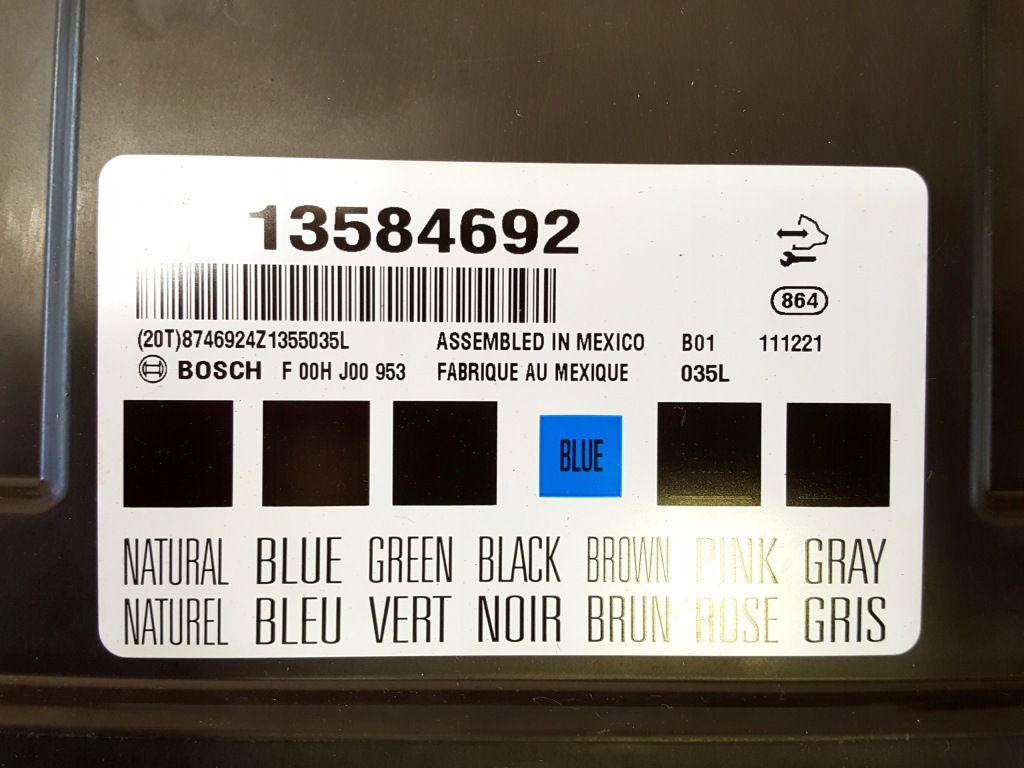 13584692
864
(20T)8746924Z1355035L ASSEMBLED IN MEXICO B01 111221
BOSCH F 00H J00 953 FABRIQUE AU MEXIQUE 035L
BLUE
NATURAL BLUE GREEN BLACK BROWN PINK GRAY
NATUREL BLEU VERT NOIR BRUN ROSE GRIS